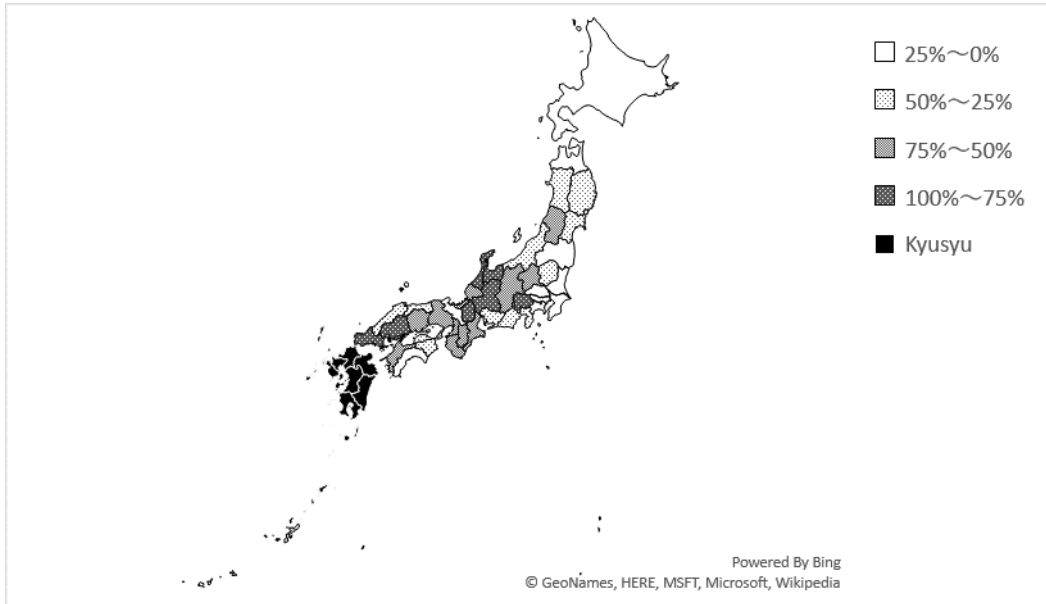 25%～0%
50%～25%
75%～50%
100%～75%
Kyusyu
Powered By Bing
© GeoNames, HERE, MSFT, Microsoft, Wikipedia